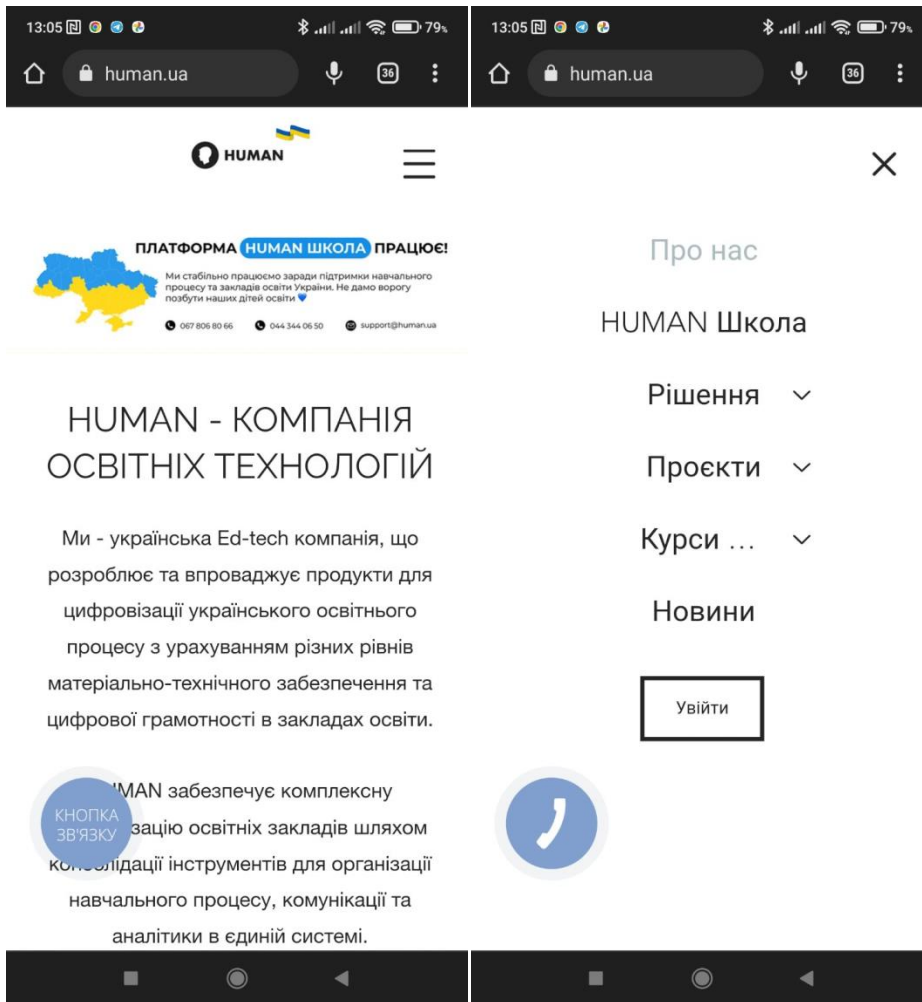 13:05
79%
human.ua
36
HUMAN
ПЛАТФОРМА HUMAN ШКОЛА ПРАЦЮЄ!
Ми стабільно працюємо заради підтримки навчального
процесу та закладів освіти України. Не дамо ворогу
позбути наших дітей освіти 💙
067 806 80 66 044 344 06 50 support@human.ua
HUMAN - КОМПАНІЯ
ОСВІТНІХ ТЕХНОЛОГІЙ
Ми - українська Ed-tech компанія, що
розроблює та впроваджує продукти для
цифровізації українського освітнього
процесу з урахуванням різних рівнів
матеріально-технічного забезпечення та
цифрової грамотності в закладах освіти.
забезпечує комплексну
освітніх закладів шляхом
інструментів для організації
навчального процесу, комунікації та
аналітики в єдиній системі.
КНОПКА
ЗВ'ЯЗКУ
13:05
79%
human.ua
36
Про нас
HUMAN Школа
Рішення
Проєкти
Курси ...
Новини
Увійти